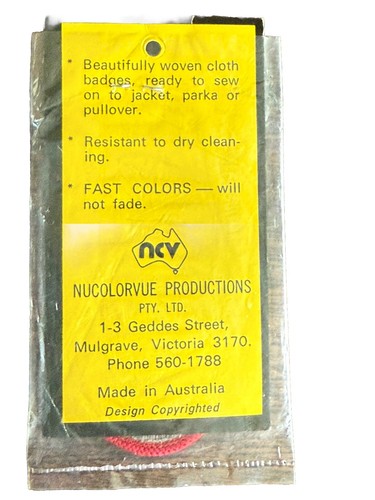 * Beautifully woven cloth
badges, ready to sew
on to jacket, parka or
pullover.
* Resistant to dry clean-
ing.
* FAST COLORS — will
not fade.
ncv
NUCOLORVUE PRODUCTIONS
PTY. LTD.
1-3 Geddes Street,
Mulgrave, Victoria 3170.
Phone 560-1788
Made in Australia
Design Copyrighted